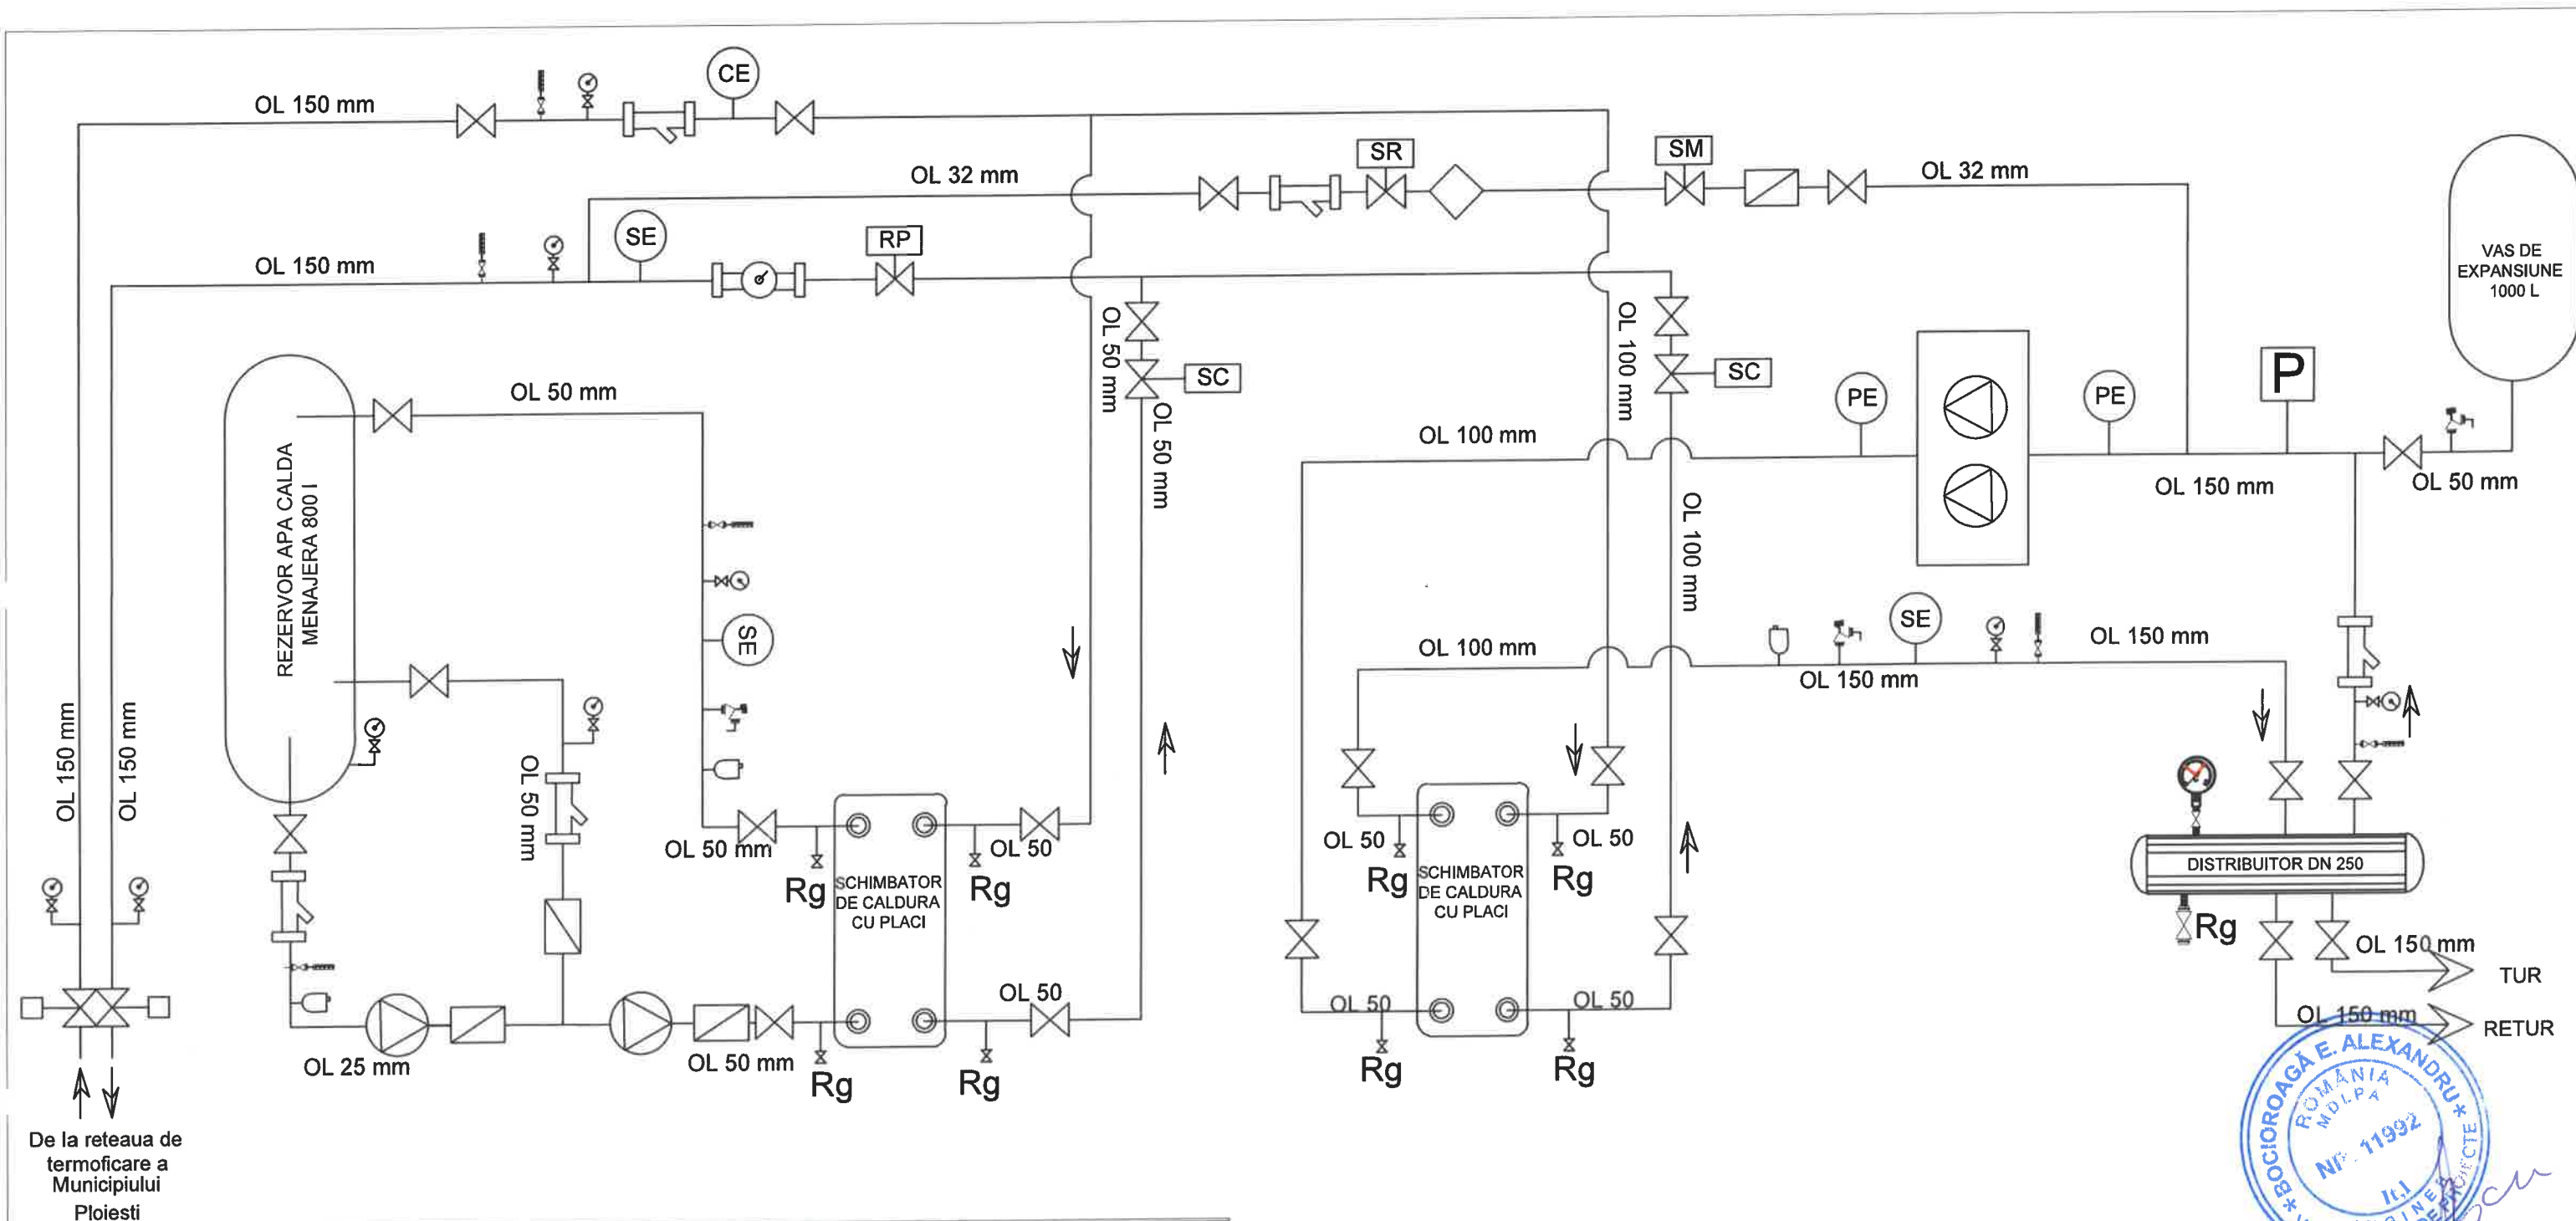 CE
OL 150 mm
SR
SM
OL 32 mm
OL 32 mm
SE
RP
OL 150 mm
VAS DE
EXPANSIUNE
1000 L
OL 50 mm
SC
OL 50 mm
OL 100 mm
SC
OL 100 mm
OL 50 mm
REZERVOR APA CALDA
MENAJERA 800 l
PE
PE
P
OL 100 mm
OL 150 mm
OL 50 mm
SE
SE
OL 100 mm
OL 150 mm
OL 150 mm
OL 150 mm
OL 150 mm
OL 50 mm
OL 50 mm
OL 50
Rg
Rg
SCHIMBATOR
DE CALDURA
CU PLACI
OL 50
OL 50
Rg
Rg
SCHIMBATOR
DE CALDURA
CU PLACI
DISTRIBUITOR DN 250
Rg
OL 150 mm
TUR
OL 150 mm
RETUR
OL 50
OL 50
OL 50
OL 25 mm
OL 50 mm
Rg
Rg
Rg
Rg
De la reteaua de
termoficare a
Municipiului
Ploiesti
BOCIOROAGĂ E. ALEXANDRU
ROMÂNIA
MDLPA
NR. 11992
It,I